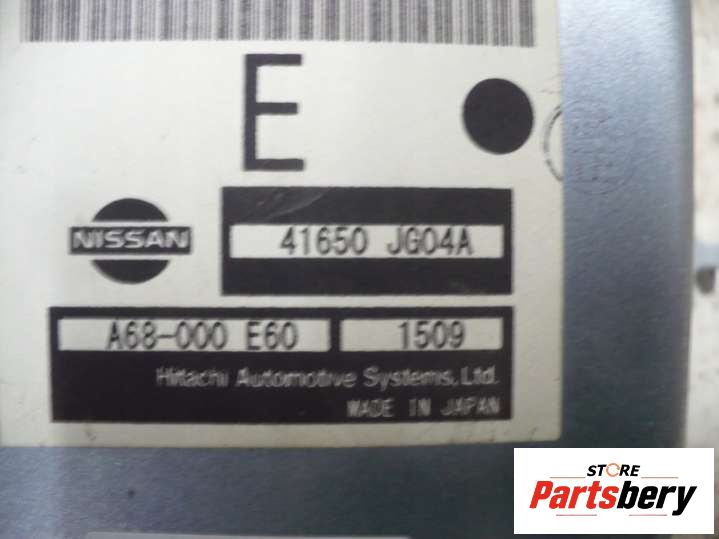 E
NISSAN
41650 JG04A
A68-000 E60 1509
Hitachi Automotive Systems, Ltd.
MADE IN JAPAN
STORE
Partsbery